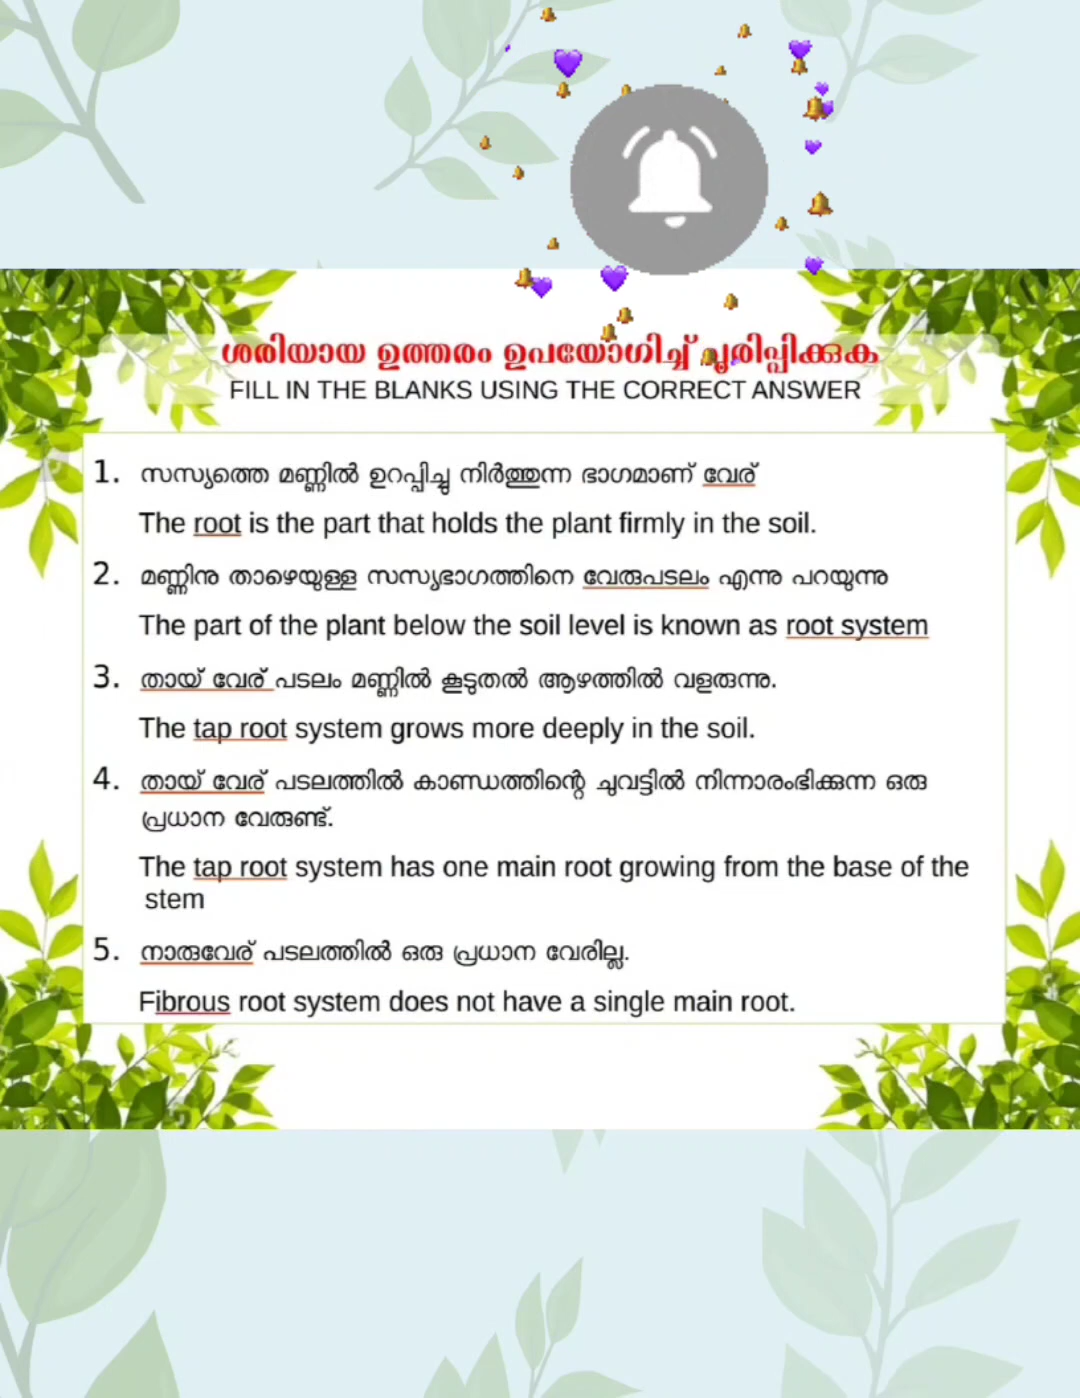 ശരിയായ ഉത്തരം ഉപയോഗിച്ച് പൂരിപ്പിക്കുക
FILL IN THE BLANKS USING THE CORRECT ANSWER
1. സസ്യത്തെ മണ്ണിൽ ഉറപ്പിച്ചു നിർത്തുന്ന ഭാഗമാണ് വേര്
The root is the part that holds the plant firmly in the soil.
2. മണ്ണിനു താഴെയുള്ള സസ്യഭാഗത്തിനെ വേരുപടലം എന്നു പറയുന്നു
The part of the plant below the soil level is known as root system
3. തായ് വേര് പടലം മണ്ണിൽ കൂടുതൽ ആഴത്തിൽ വളരുന്നു.
The tap root system grows more deeply in the soil.
4. തായ് വേര് പടലത്തിൽ കാണ്ഡത്തിന്റെ ചുവട്ടിൽ നിന്നാരംഭിക്കുന്ന ഒരു
പ്രധാന വേരുണ്ട്.
The tap root system has one main root growing from the base of the
stem
5. നാരുവേര് പടലത്തിൽ ഒരു പ്രധാന വേരില്ല.
Fibrous root system does not have a single main root.